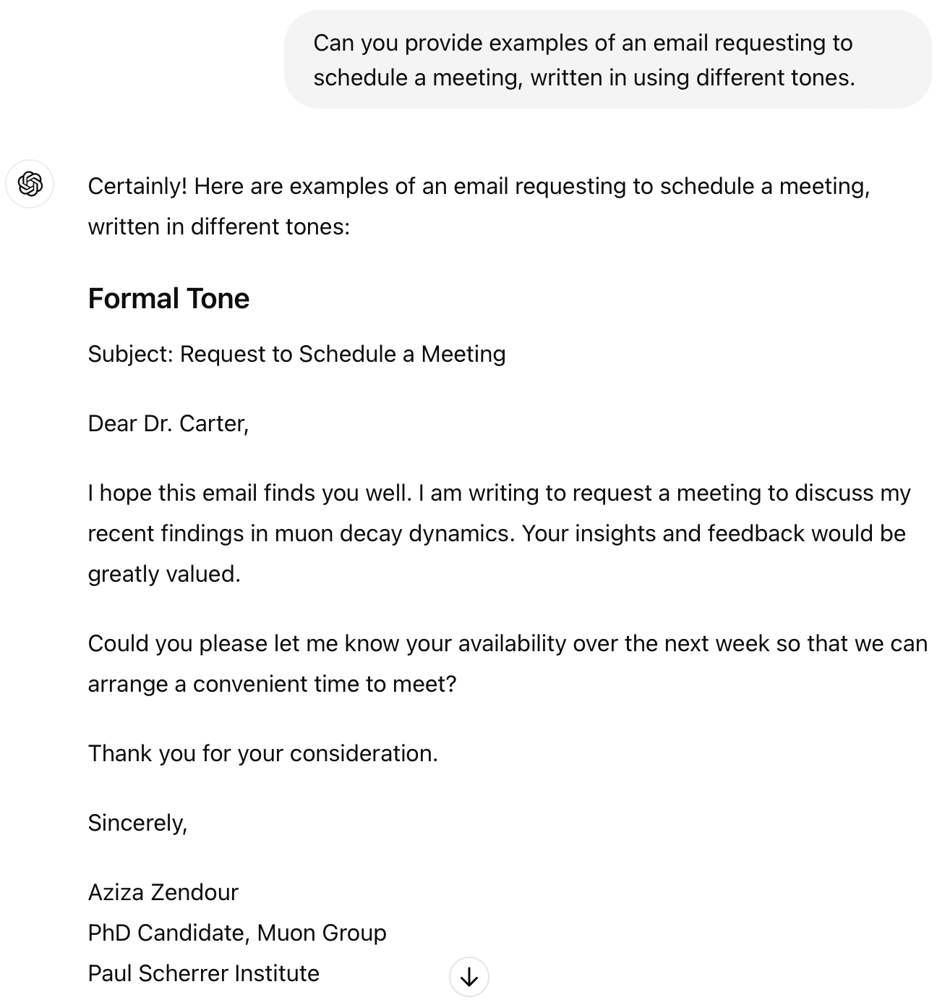 Can you provide examples of an email requesting to
schedule a meeting, written in using different tones.
Certainly! Here are examples of an email requesting to schedule a meeting,
written in different tones:
Formal Tone
Subject: Request to Schedule a Meeting
Dear Dr. Carter,
I hope this email finds you well. I am writing to request a meeting to discuss my
recent findings in muon decay dynamics. Your insights and feedback would be
greatly valued.
Could you please let me know your availability over the next week so that we can
arrange a convenient time to meet?
Thank you for your consideration.
Sincerely,
Aziza Zendour
PhD Candidate, Muon Group
Paul Scherrer Institute